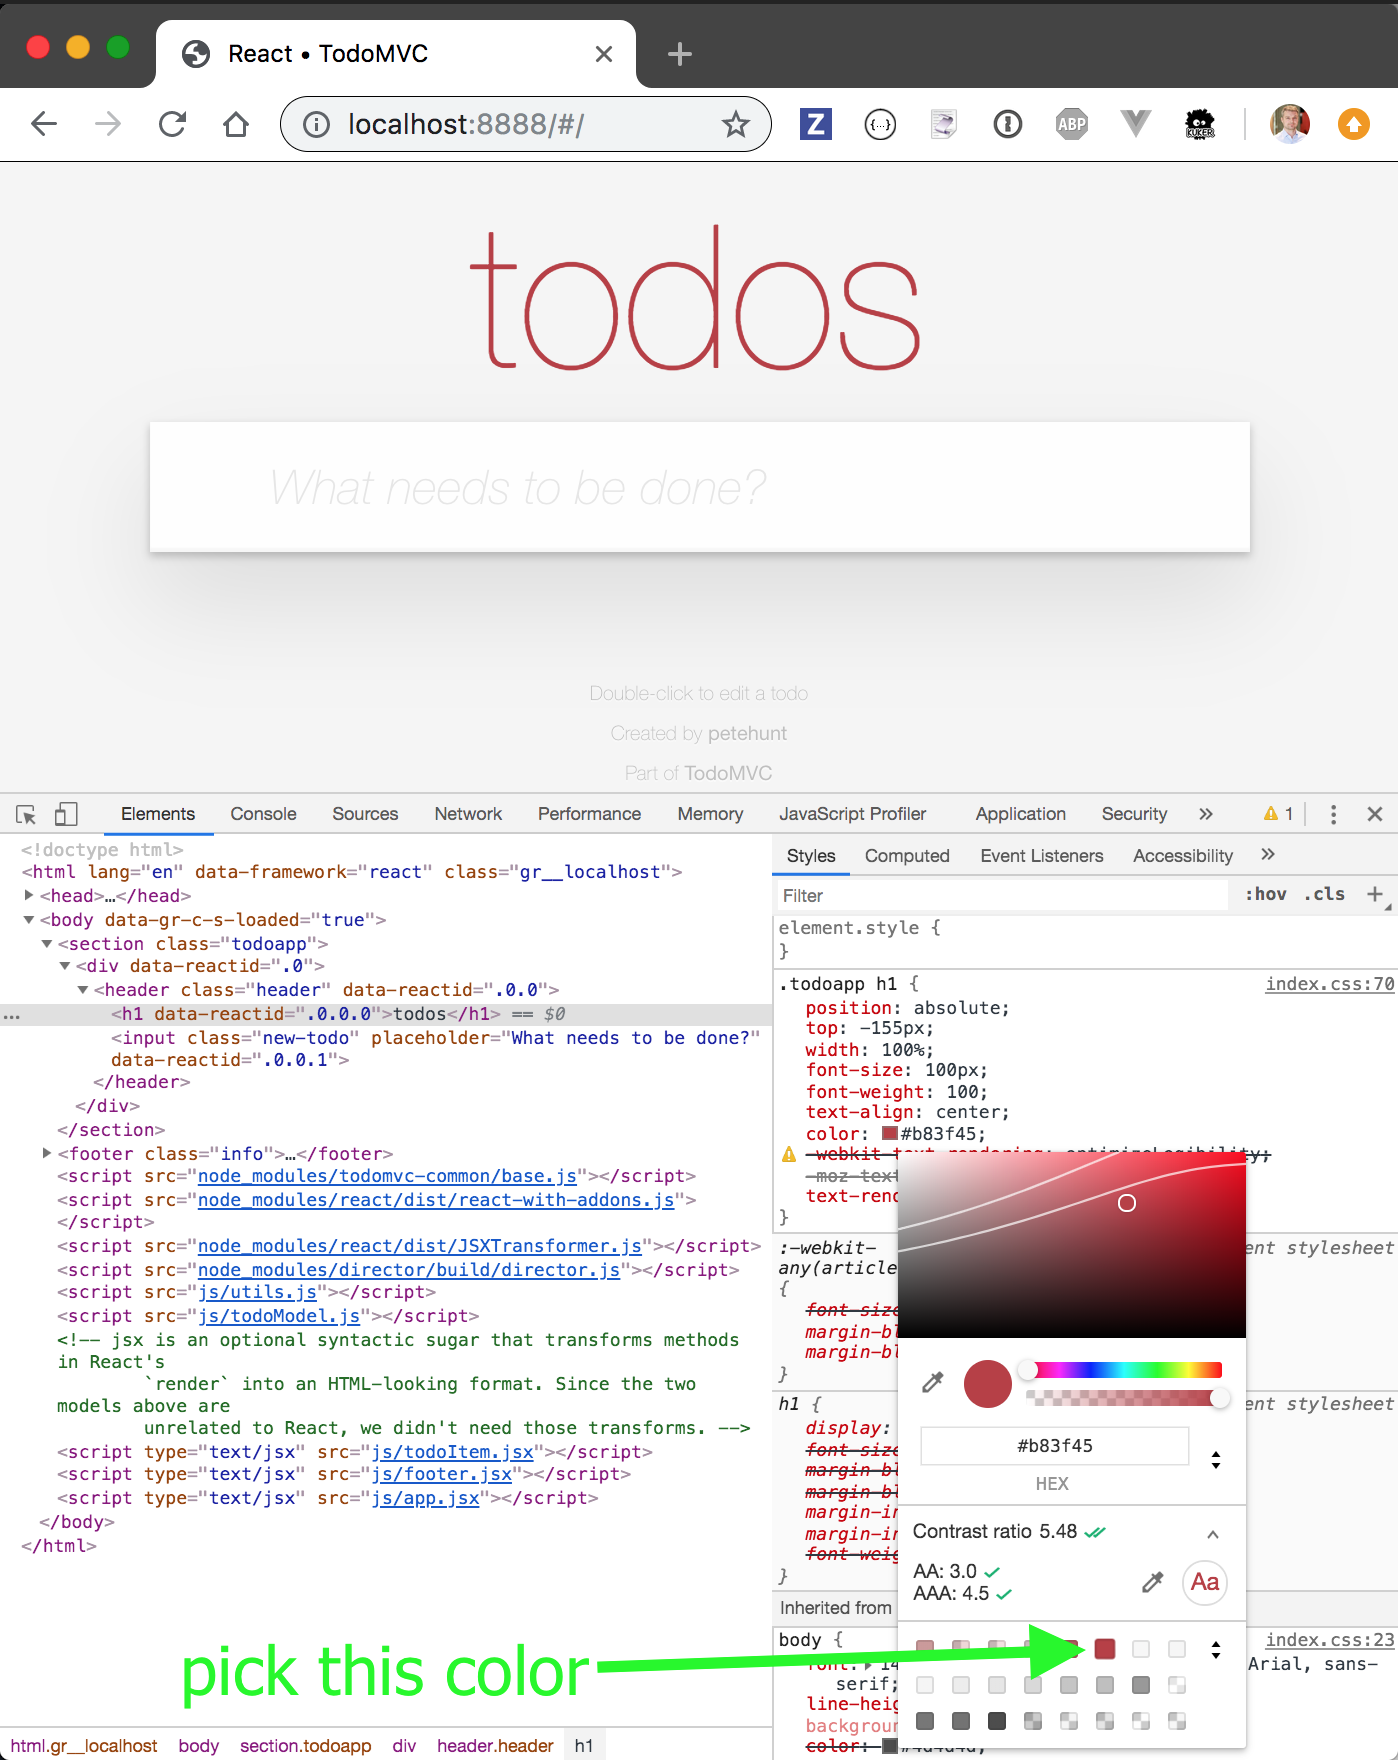 React • TodoMVC
localhost:8888/#/
Z
{...}
ABP
KUKER
todos
What needs to be done?
Double-click to edit a todo
Created by petehunt
Part of TodoMVC
Elements Console Sources Network Performance Memory JavaScript Profiler Application Security » 1
<!doctype html>
<html lang="en" data-framework="react" class="gr__localhost">
<head>…</head>
<body data-gr-c-s-loaded="true">
<section class="todoapp">
<div data-reactid=".0">
<header class="header" data-reactid=".0.0">
… <h1 data-reactid=".0.0.0">todos</h1> == $0
<input class="new-todo" placeholder="What needs to be done?"
data-reactid=".0.0.1">
</header>
</div>
</section>
<footer class="info">…</footer>
<script src="node_modules/todomvc-common/base.js"></script>
<script src="node_modules/react/dist/react-with-addons.js">
</script>
<script src="node_modules/react/dist/JSXTransformer.js"></script>
<script src="node_modules/director/build/director.js"></script>
<script src="js/utils.js"></script>
<script src="js/todoModel.js"></script>
<!-- jsx is an optional syntactic sugar that transforms methods
in React's
`render` into an HTML-looking format. Since the two
models above are
unrelated to React, we didn't need those transforms. -->
<script type="text/jsx" src="js/todoItem.jsx"></script>
<script type="text/jsx" src="js/footer.jsx"></script>
<script type="text/jsx" src="js/app.jsx"></script>
</body>
</html>
pick this color
html.gr__localhost body section.todoapp div header.header h1
Styles Computed Event Listeners Accessibility »
Filter :hov .cls +
element.style {
}
.todoapp h1 { index.css:70
position: absolute;
top: -155px;
width: 100%;
font-size: 100px;
font-weight: 100;
text-align: center;
color: #b83f45;
-webkit-text-rendering: optimizeLegibility;
-moz-text
text-rend
}
:-webkit- ent stylesheet
any(article
{
font-size
margin-bl
margin-bl
}
h1 { ent stylesheet
display:
font-size
margin-bl
margin-bl
margin-in
margin-in
font-weig
}
Inherited from
body { index.css:23
font: 14 Arial, sans-
serif;
line-heig
backgroun
color: #4d4d4d;
#b83f45
HEX
Contrast ratio 5.48
AA: 3.0
AAA: 4.5
Aa